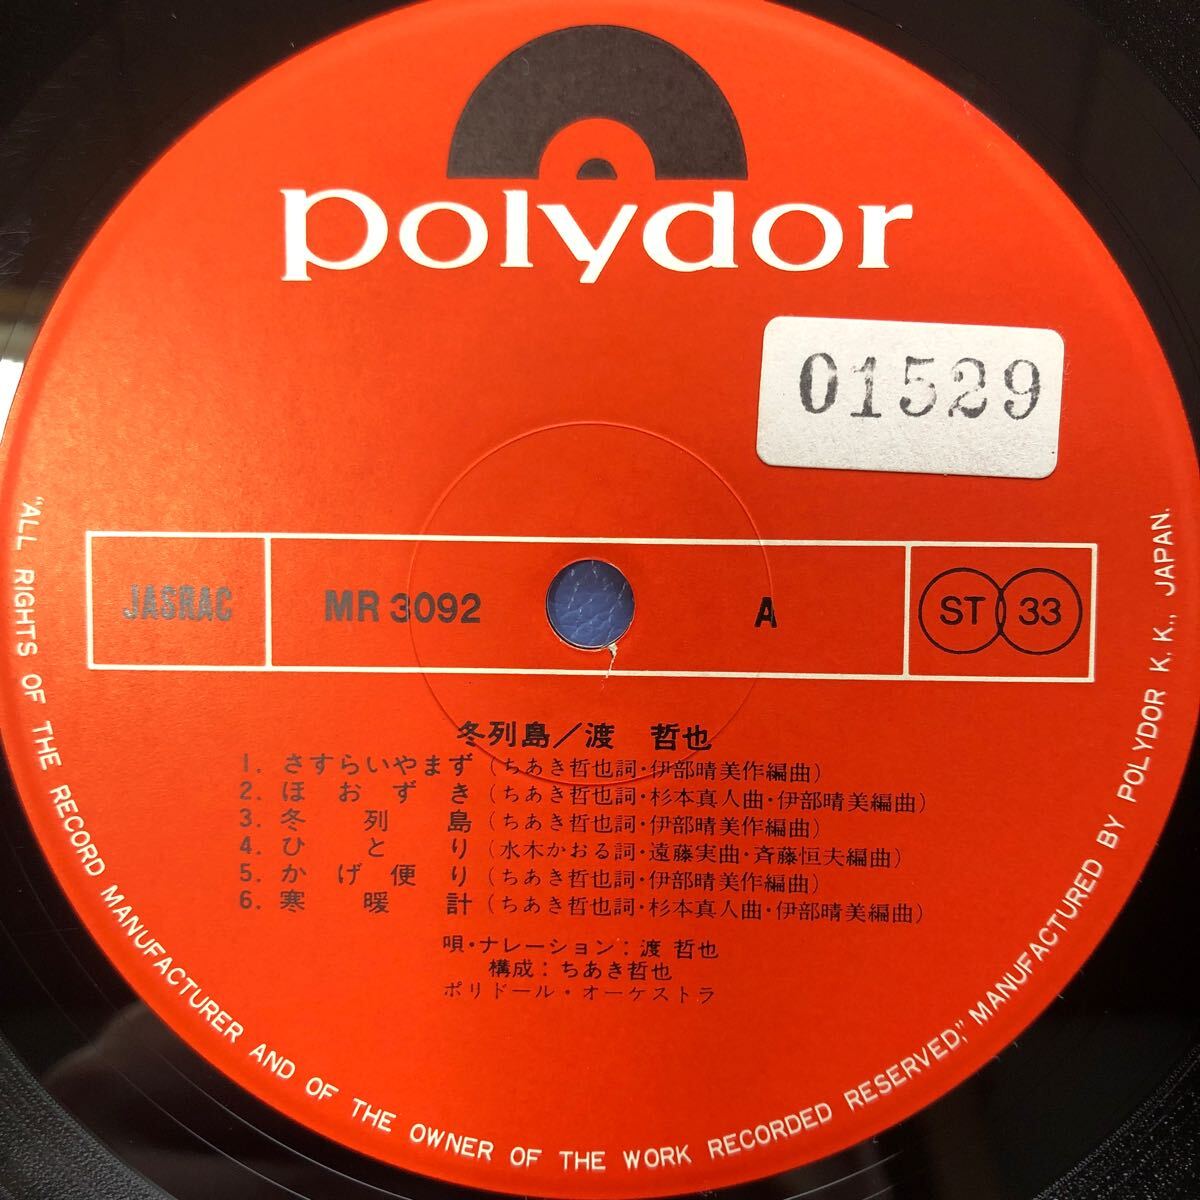 polydor
01529
JASRAC MR 3092 A ST 33
冬列島／渡 哲也
1. さすらいやまず (ちあき哲也詞・伊部晴美作編曲)
2. ほおずき (ちあき哲也詞・杉本真人曲・伊部晴美編曲)
3. 冬列島 (ちあき哲也詞・伊部晴美作編曲)
4. ひとり (水木かおる詞・遠藤実曲・斉藤恒夫編曲)
5. かげ便り (ちあき哲也詞・伊部晴美作編曲)
6. 寒暖計 (ちあき哲也詞・杉本真人曲・伊部晴美編曲)
唄・ナレーション：渡 哲也
構成：ちあき哲也
ポリドール・オーケストラ
"ALL RIGHTS OF THE RECORD MANUFACTURER AND OF THE OWNER OF THE WORK RECORDED RESERVED," MANUFACTURED BY POLYDOR K. K., JAPAN.